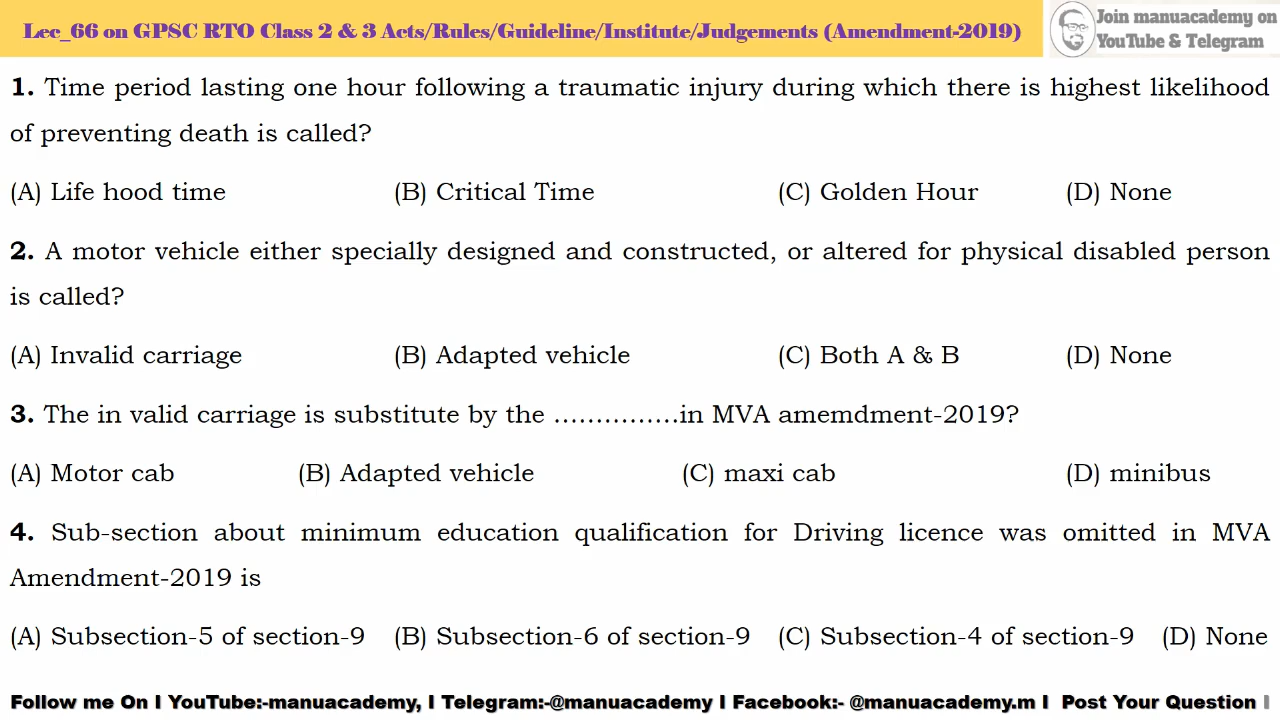 Lec_66 on GPSC RTO Class 2 & 3 Acts/Rules/Guideline/Institute/Judgements (Amendment-2019)
Join manuacademy on
YouTube & Telegram
1. Time period lasting one hour following a traumatic injury during which there is highest likelihood
of preventing death is called?
(A) Life hood time (B) Critical Time (C) Golden Hour (D) None
2. A motor vehicle either specially designed and constructed, or altered for physical disabled person
is called?
(A) Invalid carriage (B) Adapted vehicle (C) Both A & B (D) None
3. The in valid carriage is substitute by the ……………in MVA amemdment-2019?
(A) Motor cab (B) Adapted vehicle (C) maxi cab (D) minibus
4. Sub-section about minimum education qualification for Driving licence was omitted in MVA
Amendment-2019 is
(A) Subsection-5 of section-9 (B) Subsection-6 of section-9 (C) Subsection-4 of section-9 (D) None
Follow me On I YouTube:-manuacademy, I Telegram:-@manuacademy I Facebook:- @manuacademy.m I Post Your Question I